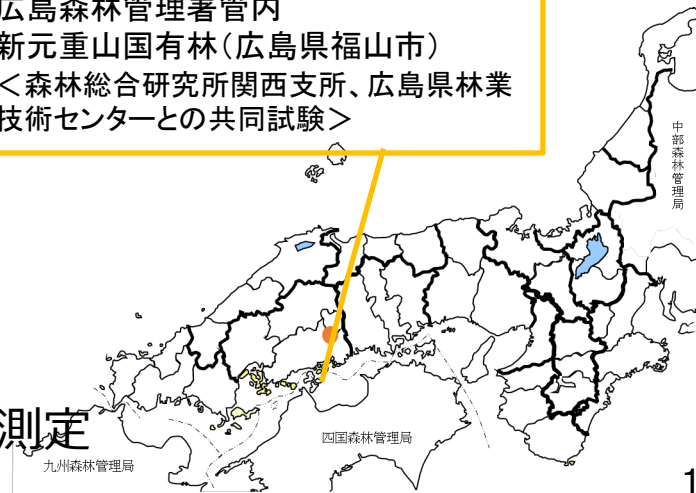 広島森林管理署管内
新元重山国有林(広島県福山市)
<森林総合研究所関西支所、広島県林業
技術センターとの共同試験>
中部森林管理局
測定
四国森林管理局
九州森林管理局
1